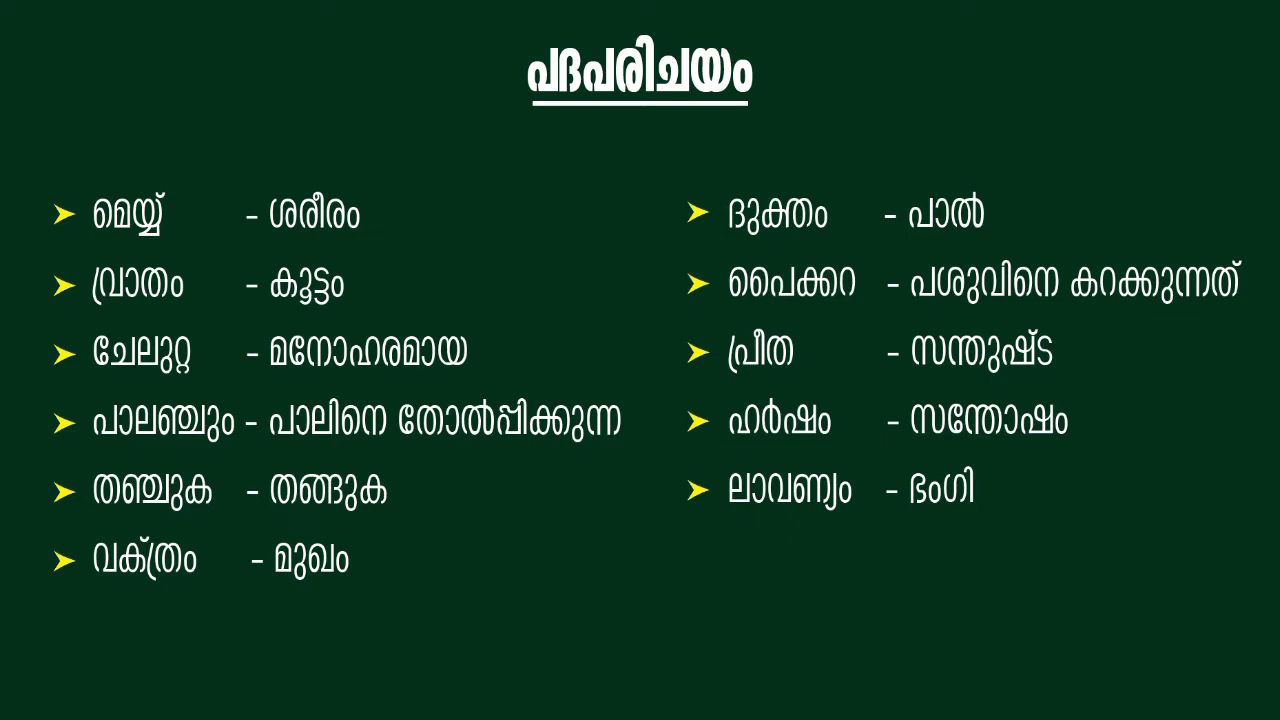 പദപരിചയം
മെയ്യ് - ശരീരം
വ്രാതം - കൂട്ടം
ചേലുറ്റ - മനോഹരമായ
പാലഞ്ചും - പാലിനെ തോൽപ്പിക്കുന്ന
തഞ്ചുക - തങ്ങുക
വക്ത്രം - മുഖം
ദുക്തം - പാൽ
പൈക്കറ - പശുവിനെ കറക്കുന്നത്
പ്രീത - സന്തുഷ്ട
ഹർഷം - സന്തോഷം
ലാവണ്യം - ഭംഗി